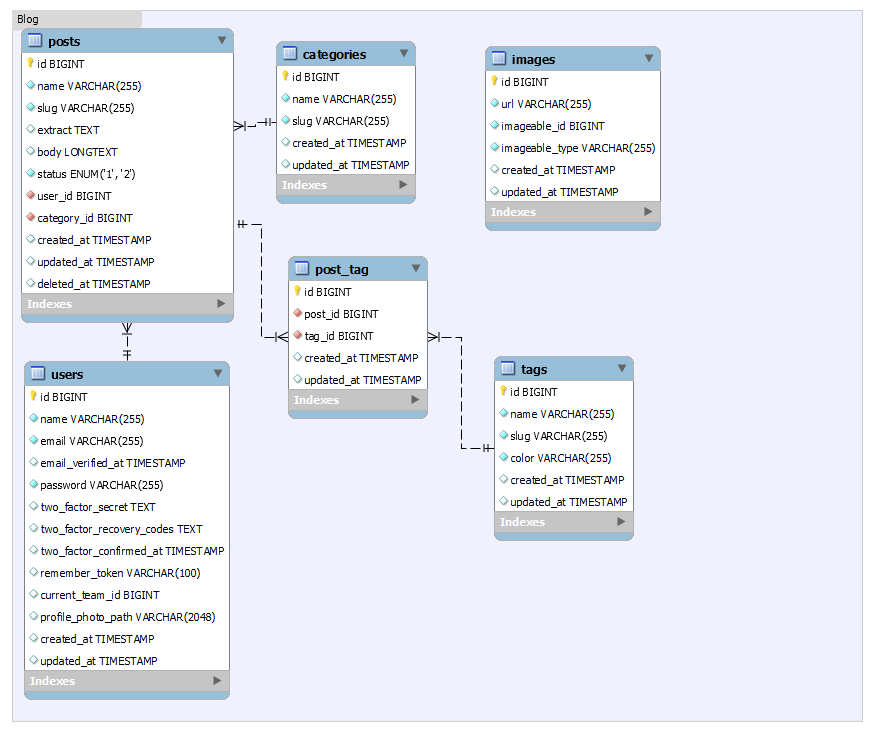 Blog
posts
id BIGINT
name VARCHAR(255)
slug VARCHAR(255)
extract TEXT
body LONGTEXT
status ENUM('1', '2')
user_id BIGINT
category_id BIGINT
created_at TIMESTAMP
updated_at TIMESTAMP
deleted_at TIMESTAMP
Indexes
categories
id BIGINT
name VARCHAR(255)
slug VARCHAR(255)
created_at TIMESTAMP
updated_at TIMESTAMP
Indexes
images
id BIGINT
url VARCHAR(255)
imageable_id BIGINT
imageable_type VARCHAR(255)
created_at TIMESTAMP
updated_at TIMESTAMP
Indexes
post_tag
id BIGINT
post_id BIGINT
tag_id BIGINT
created_at TIMESTAMP
updated_at TIMESTAMP
Indexes
users
id BIGINT
name VARCHAR(255)
email VARCHAR(255)
email_verified_at TIMESTAMP
password VARCHAR(255)
two_factor_secret TEXT
two_factor_recovery_codes TEXT
two_factor_confirmed_at TIMESTAMP
remember_token VARCHAR(100)
current_team_id BIGINT
profile_photo_path VARCHAR(2048)
created_at TIMESTAMP
updated_at TIMESTAMP
Indexes
tags
id BIGINT
name VARCHAR(255)
slug VARCHAR(255)
color VARCHAR(255)
created_at TIMESTAMP
updated_at TIMESTAMP
Indexes